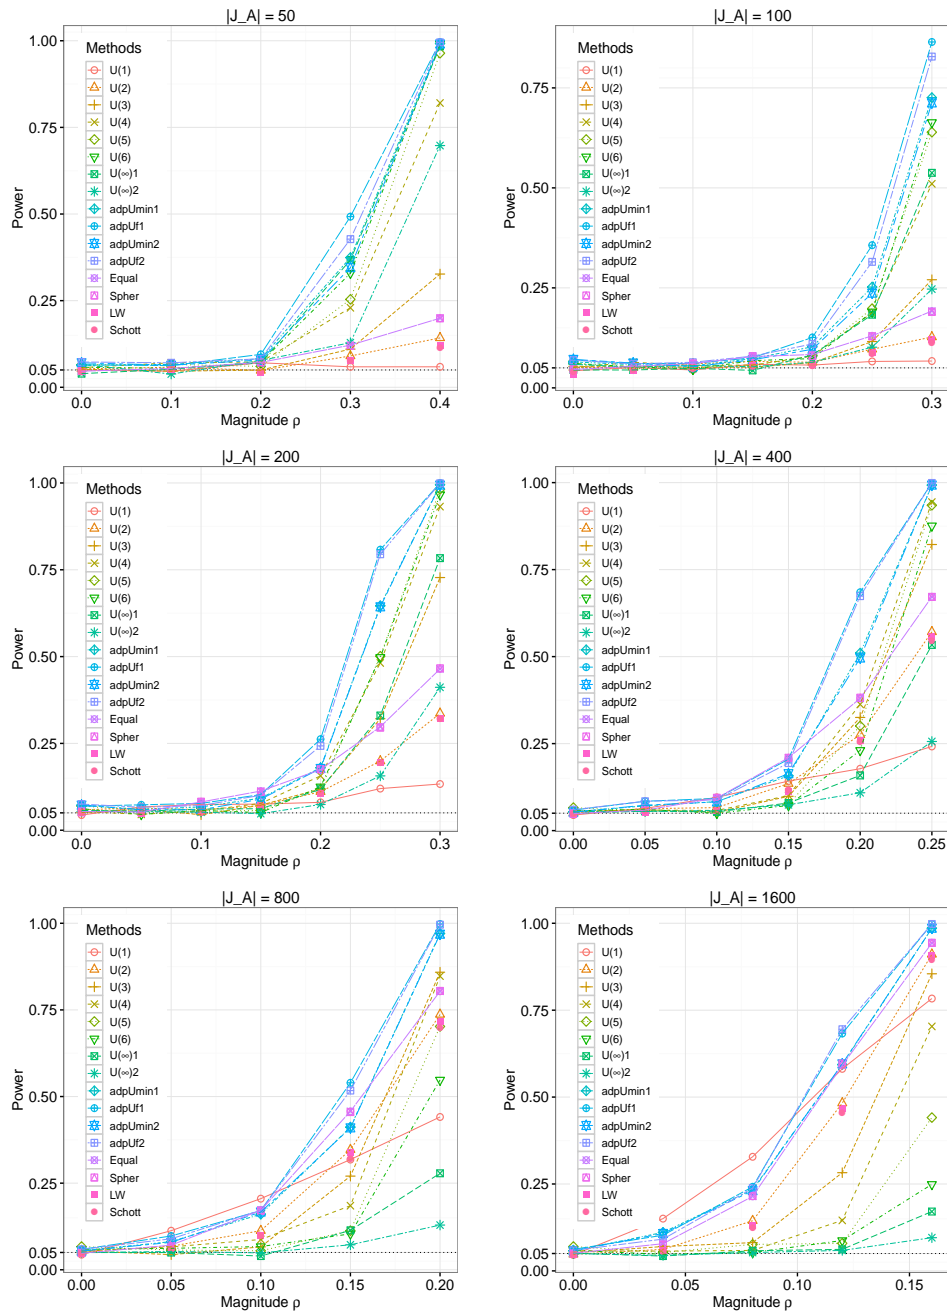 |J_A| = 50
1.00
0.75
0.50
0.25
0.05
0.00
Power
Methods
U(1)
U(2)
U(3)
U(4)
U(5)
U(6)
U(∞)1
U(∞)2
adpUmin1
adpUf1
adpUmin2
adpUf2
Equal
Spher
LW
Schott
0.0
0.1
0.2
0.3
0.4
Magnitude ρ
|J_A| = 100
0.75
0.50
0.25
0.05
0.00
Power
Methods
U(1)
U(2)
U(3)
U(4)
U(5)
U(6)
U(∞)1
U(∞)2
adpUmin1
adpUf1
adpUmin2
adpUf2
Equal
Spher
LW
Schott
0.0
0.1
0.2
0.3
Magnitude ρ
|J_A| = 200
1.00
0.75
0.50
0.25
0.05
0.00
Power
Methods
U(1)
U(2)
U(3)
U(4)
U(5)
U(6)
U(∞)1
U(∞)2
adpUmin1
adpUf1
adpUmin2
adpUf2
Equal
Spher
LW
Schott
0.0
0.1
0.2
0.3
Magnitude ρ
|J_A| = 400
1.00
0.75
0.50
0.25
0.05
0.00
Power
Methods
U(1)
U(2)
U(3)
U(4)
U(5)
U(6)
U(∞)1
U(∞)2
adpUmin1
adpUf1
adpUmin2
adpUf2
Equal
Spher
LW
Schott
0.00
0.05
0.10
0.15
0.20
0.25
Magnitude ρ
|J_A| = 800
1.00
0.75
0.50
0.25
0.05
0.00
Power
Methods
U(1)
U(2)
U(3)
U(4)
U(5)
U(6)
U(∞)1
U(∞)2
adpUmin1
adpUf1
adpUmin2
adpUf2
Equal
Spher
LW
Schott
0.00
0.05
0.10
0.15
0.20
Magnitude ρ
|J_A| = 1600
1.00
0.75
0.50
0.25
0.05
0.00
Power
Methods
U(1)
U(2)
U(3)
U(4)
U(5)
U(6)
U(∞)1
U(∞)2
adpUmin1
adpUf1
adpUmin2
adpUf2
Equal
Spher
LW
Schott
0.00
0.05
0.10
0.15
Magnitude ρ